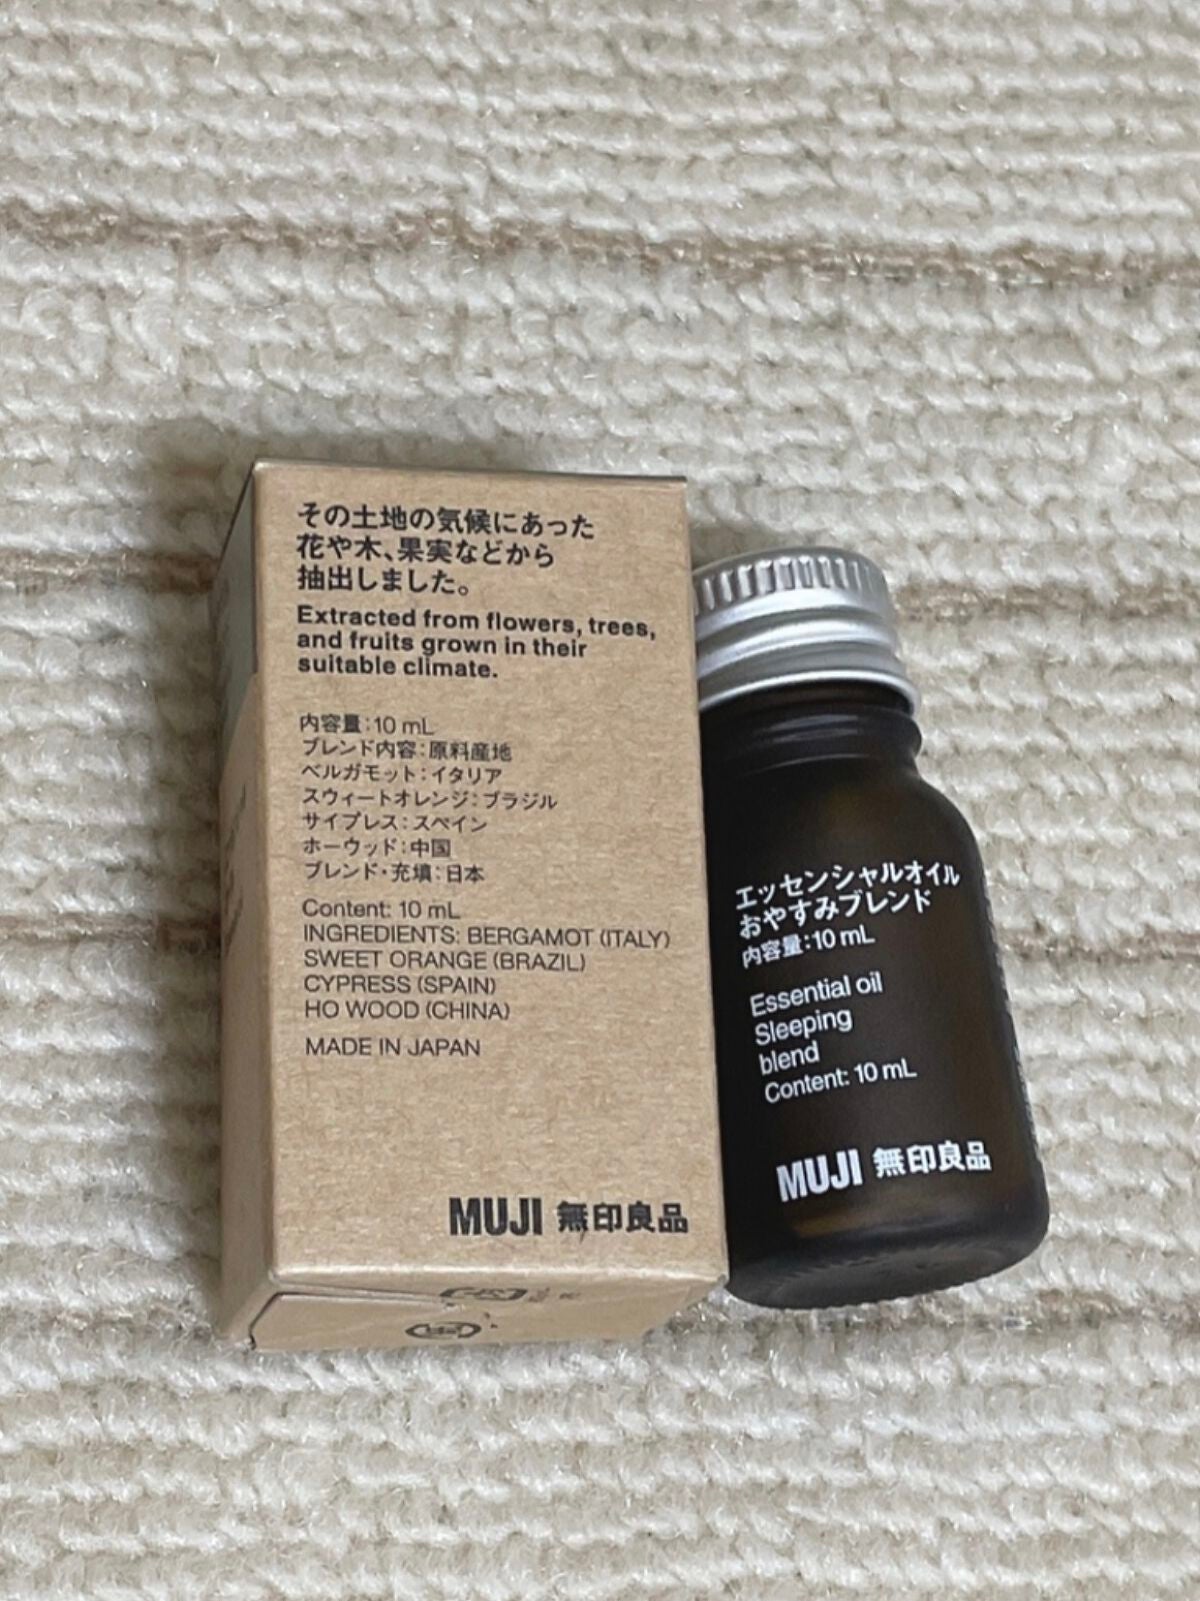 その土地の気候にあった
花や木、果実などから
抽出しました。
Extracted from flowers, trees,
and fruits grown in their
suitable climate.
内容量：10 mL
ブレンド内容：原料産地
ベルガモット：イタリア
スウィートオレンジ：ブラジル
サイプレス：スペイン
ホーウッド：中国
ブレンド・充填：日本
Content: 10 mL
INGREDIENTS: BERGAMOT (ITALY)
SWEET ORANGE (BRAZIL)
CYPRESS (SPAIN)
HO WOOD (CHINA)
MADE IN JAPAN
MUJI 無印良品
エッセンシャルオイル
おやすみブレンド
内容量：10 mL
Essential oil
Sleeping
blend
Content: 10 mL
MUJI 無印良品